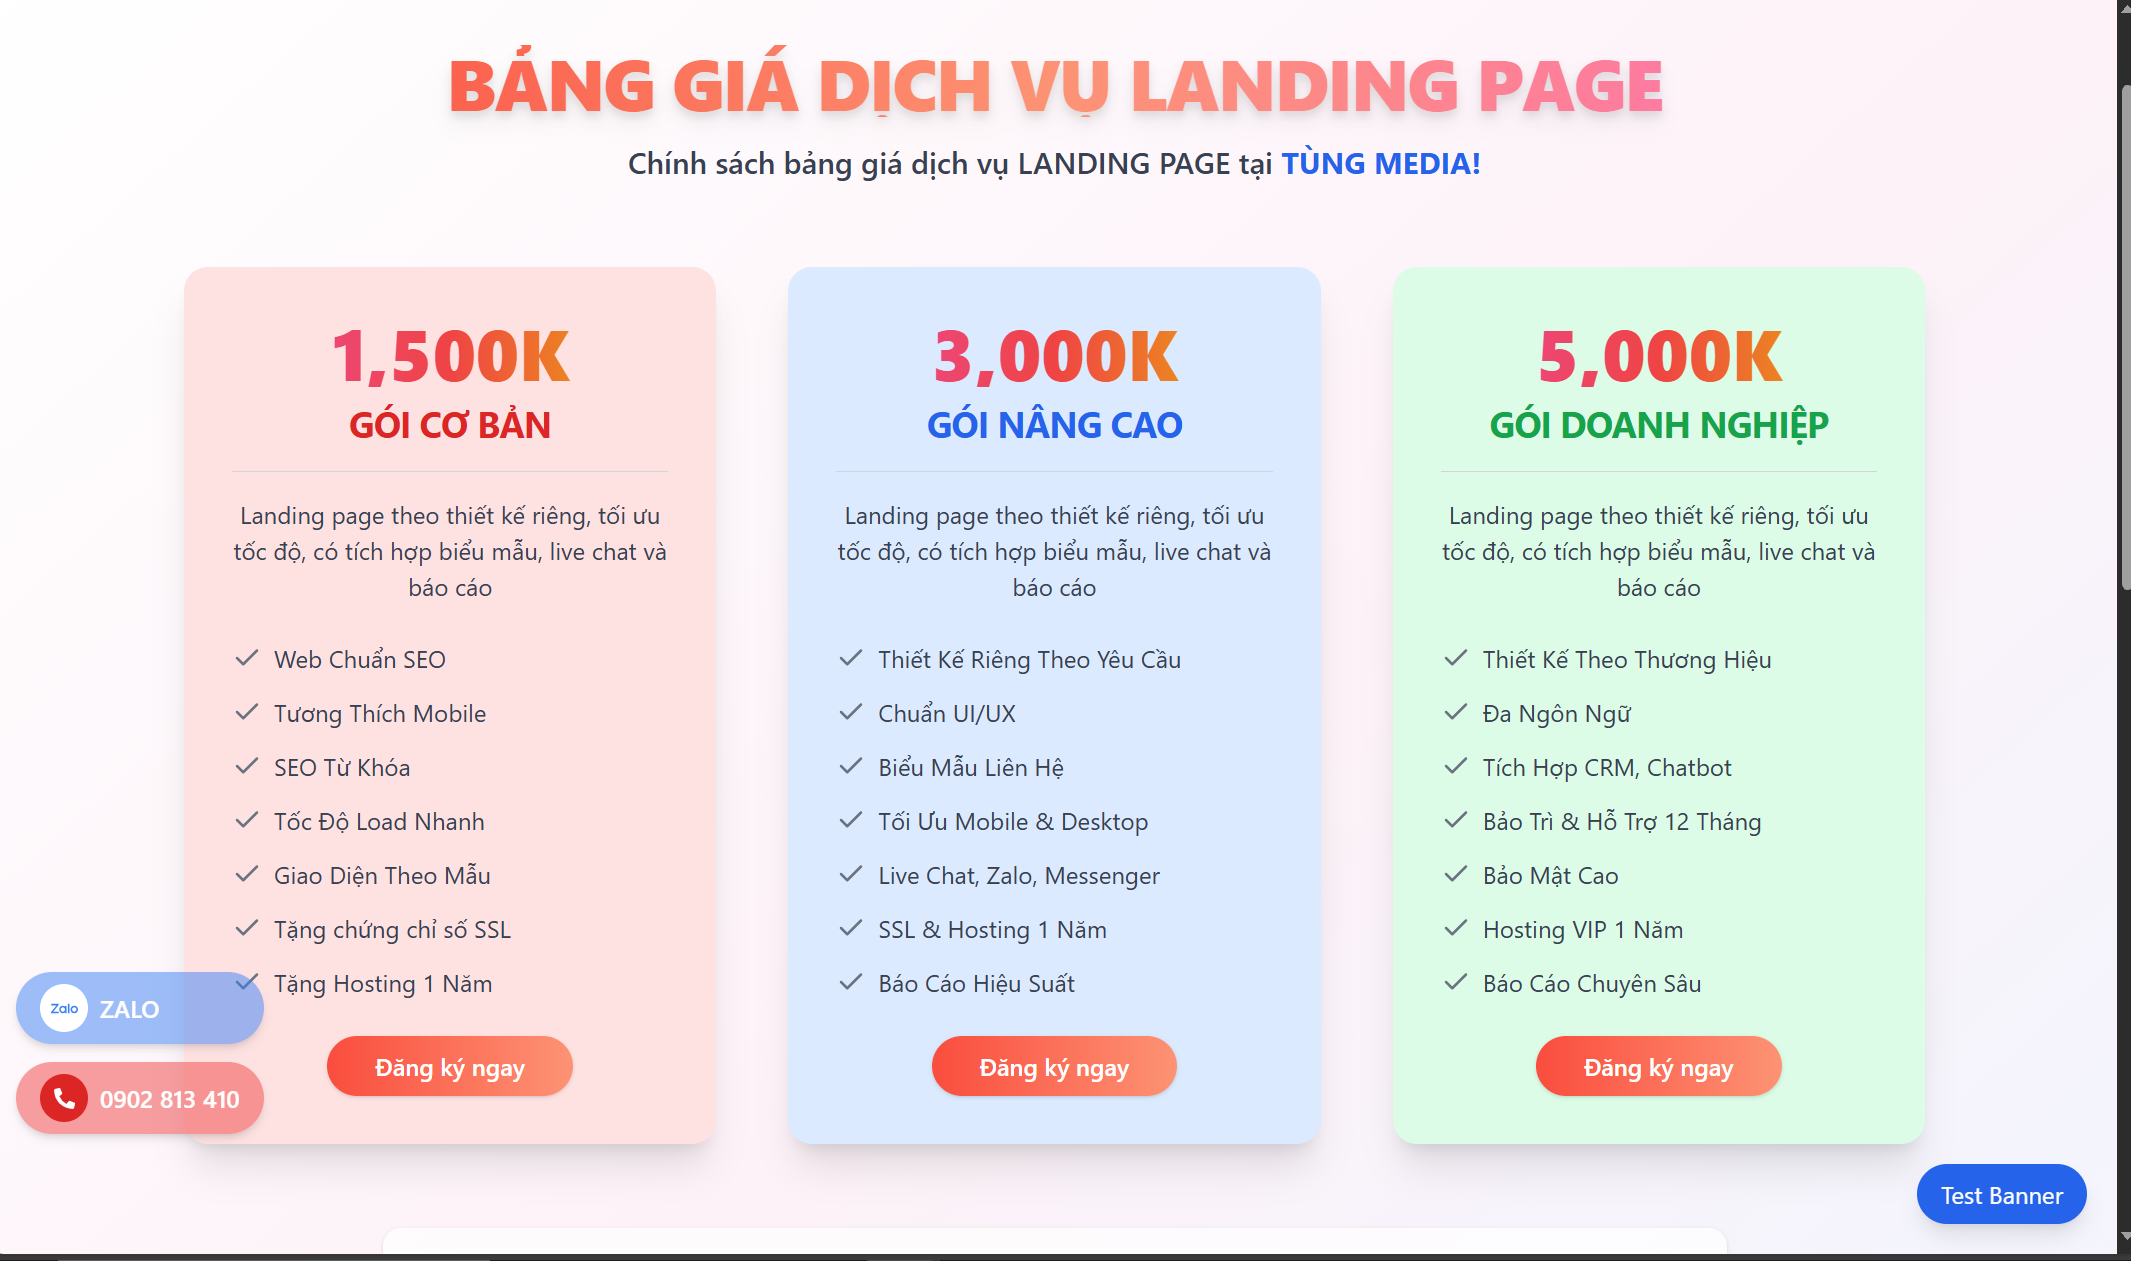 BẢNG GIÁ DỊCH VỤ LANDING PAGE
Chính sách bảng giá dịch vụ LANDING PAGE tại TÙNG MEDIA!
1,500K
GÓI CƠ BẢN
Landing page theo thiết kế riêng, tối ưu
tốc độ, có tích hợp biểu mẫu, live chat và
báo cáo
Web Chuẩn SEO
Tương Thích Mobile
SEO Từ Khóa
Tốc Độ Load Nhanh
Giao Diện Theo Mẫu
Tặng chứng chỉ số SSL
Tặng Hosting 1 Năm
Đăng ký ngay
3,000K
GÓI NÂNG CAO
Landing page theo thiết kế riêng, tối ưu
tốc độ, có tích hợp biểu mẫu, live chat và
báo cáo
Thiết Kế Riêng Theo Yêu Cầu
Chuẩn UI/UX
Biểu Mẫu Liên Hệ
Tối Ưu Mobile & Desktop
Live Chat, Zalo, Messenger
SSL & Hosting 1 Năm
Báo Cáo Hiệu Suất
Đăng ký ngay
5,000K
GÓI DOANH NGHIỆP
Landing page theo thiết kế riêng, tối ưu
tốc độ, có tích hợp biểu mẫu, live chat và
báo cáo
Thiết Kế Theo Thương Hiệu
Đa Ngôn Ngữ
Tích Hợp CRM, Chatbot
Bảo Trì & Hỗ Trợ 12 Tháng
Bảo Mật Cao
Hosting VIP 1 Năm
Báo Cáo Chuyên Sâu
Đăng ký ngay
Zalo ZALO
0902 813 410
Test Banner